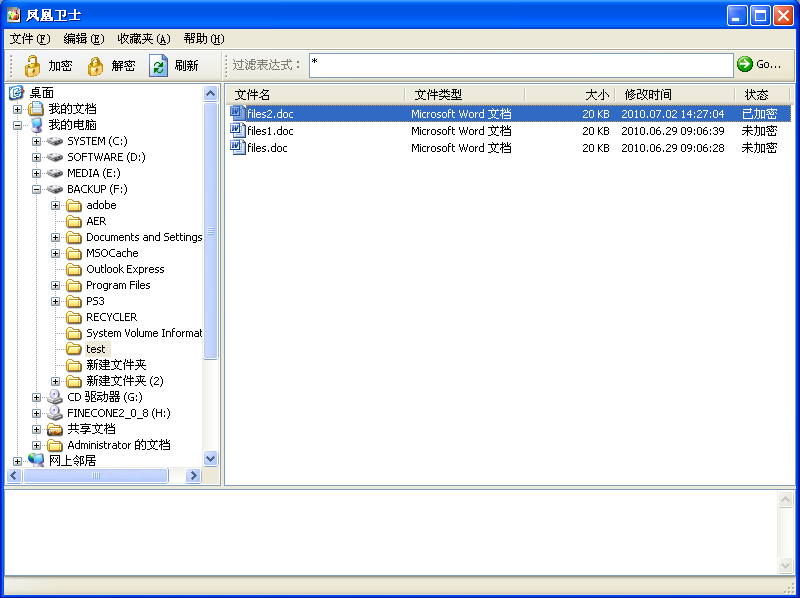 凤凰卫士
文件(F) 编辑(E) 收藏夹(A) 帮助(H)
加密 解密 刷新 过滤表达式： * Go...
桌面
我的文档
我的电脑
SYSTEM (C:)
SOFTWARE (D:)
MEDIA (E:)
BACKUP (F:)
adobe
AER
Documents and Settings
MSOCache
Outlook Express
Program Files
PS3
RECYCLER
System Volume Informat
test
新建文件夹
新建文件夹 (2)
CD 驱动器 (G:)
FINECONE2_0_8 (H:)
共享文档
Administrator 的文档
网上邻居
文件名 文件类型 大小 修改时间 状态
files2.doc Microsoft Word 文档 20 KB 2010.07.02 14:27:04 已加密
files1.doc Microsoft Word 文档 20 KB 2010.06.29 09:06:39 未加密
files.doc Microsoft Word 文档 20 KB 2010.06.29 09:06:28 未加密